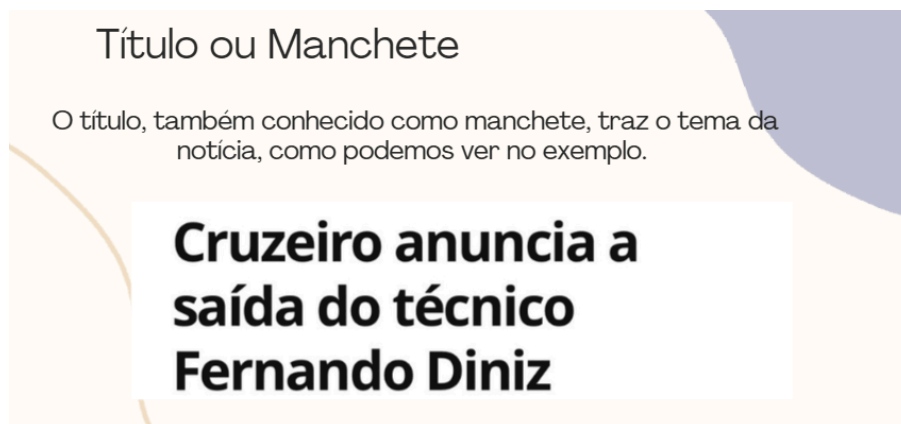 Título ou Manchete
O título, também conhecido como manchete, traz o tema da
notícia, como podemos ver no exemplo.
Cruzeiro anuncia a
saída do técnico
Fernando Diniz